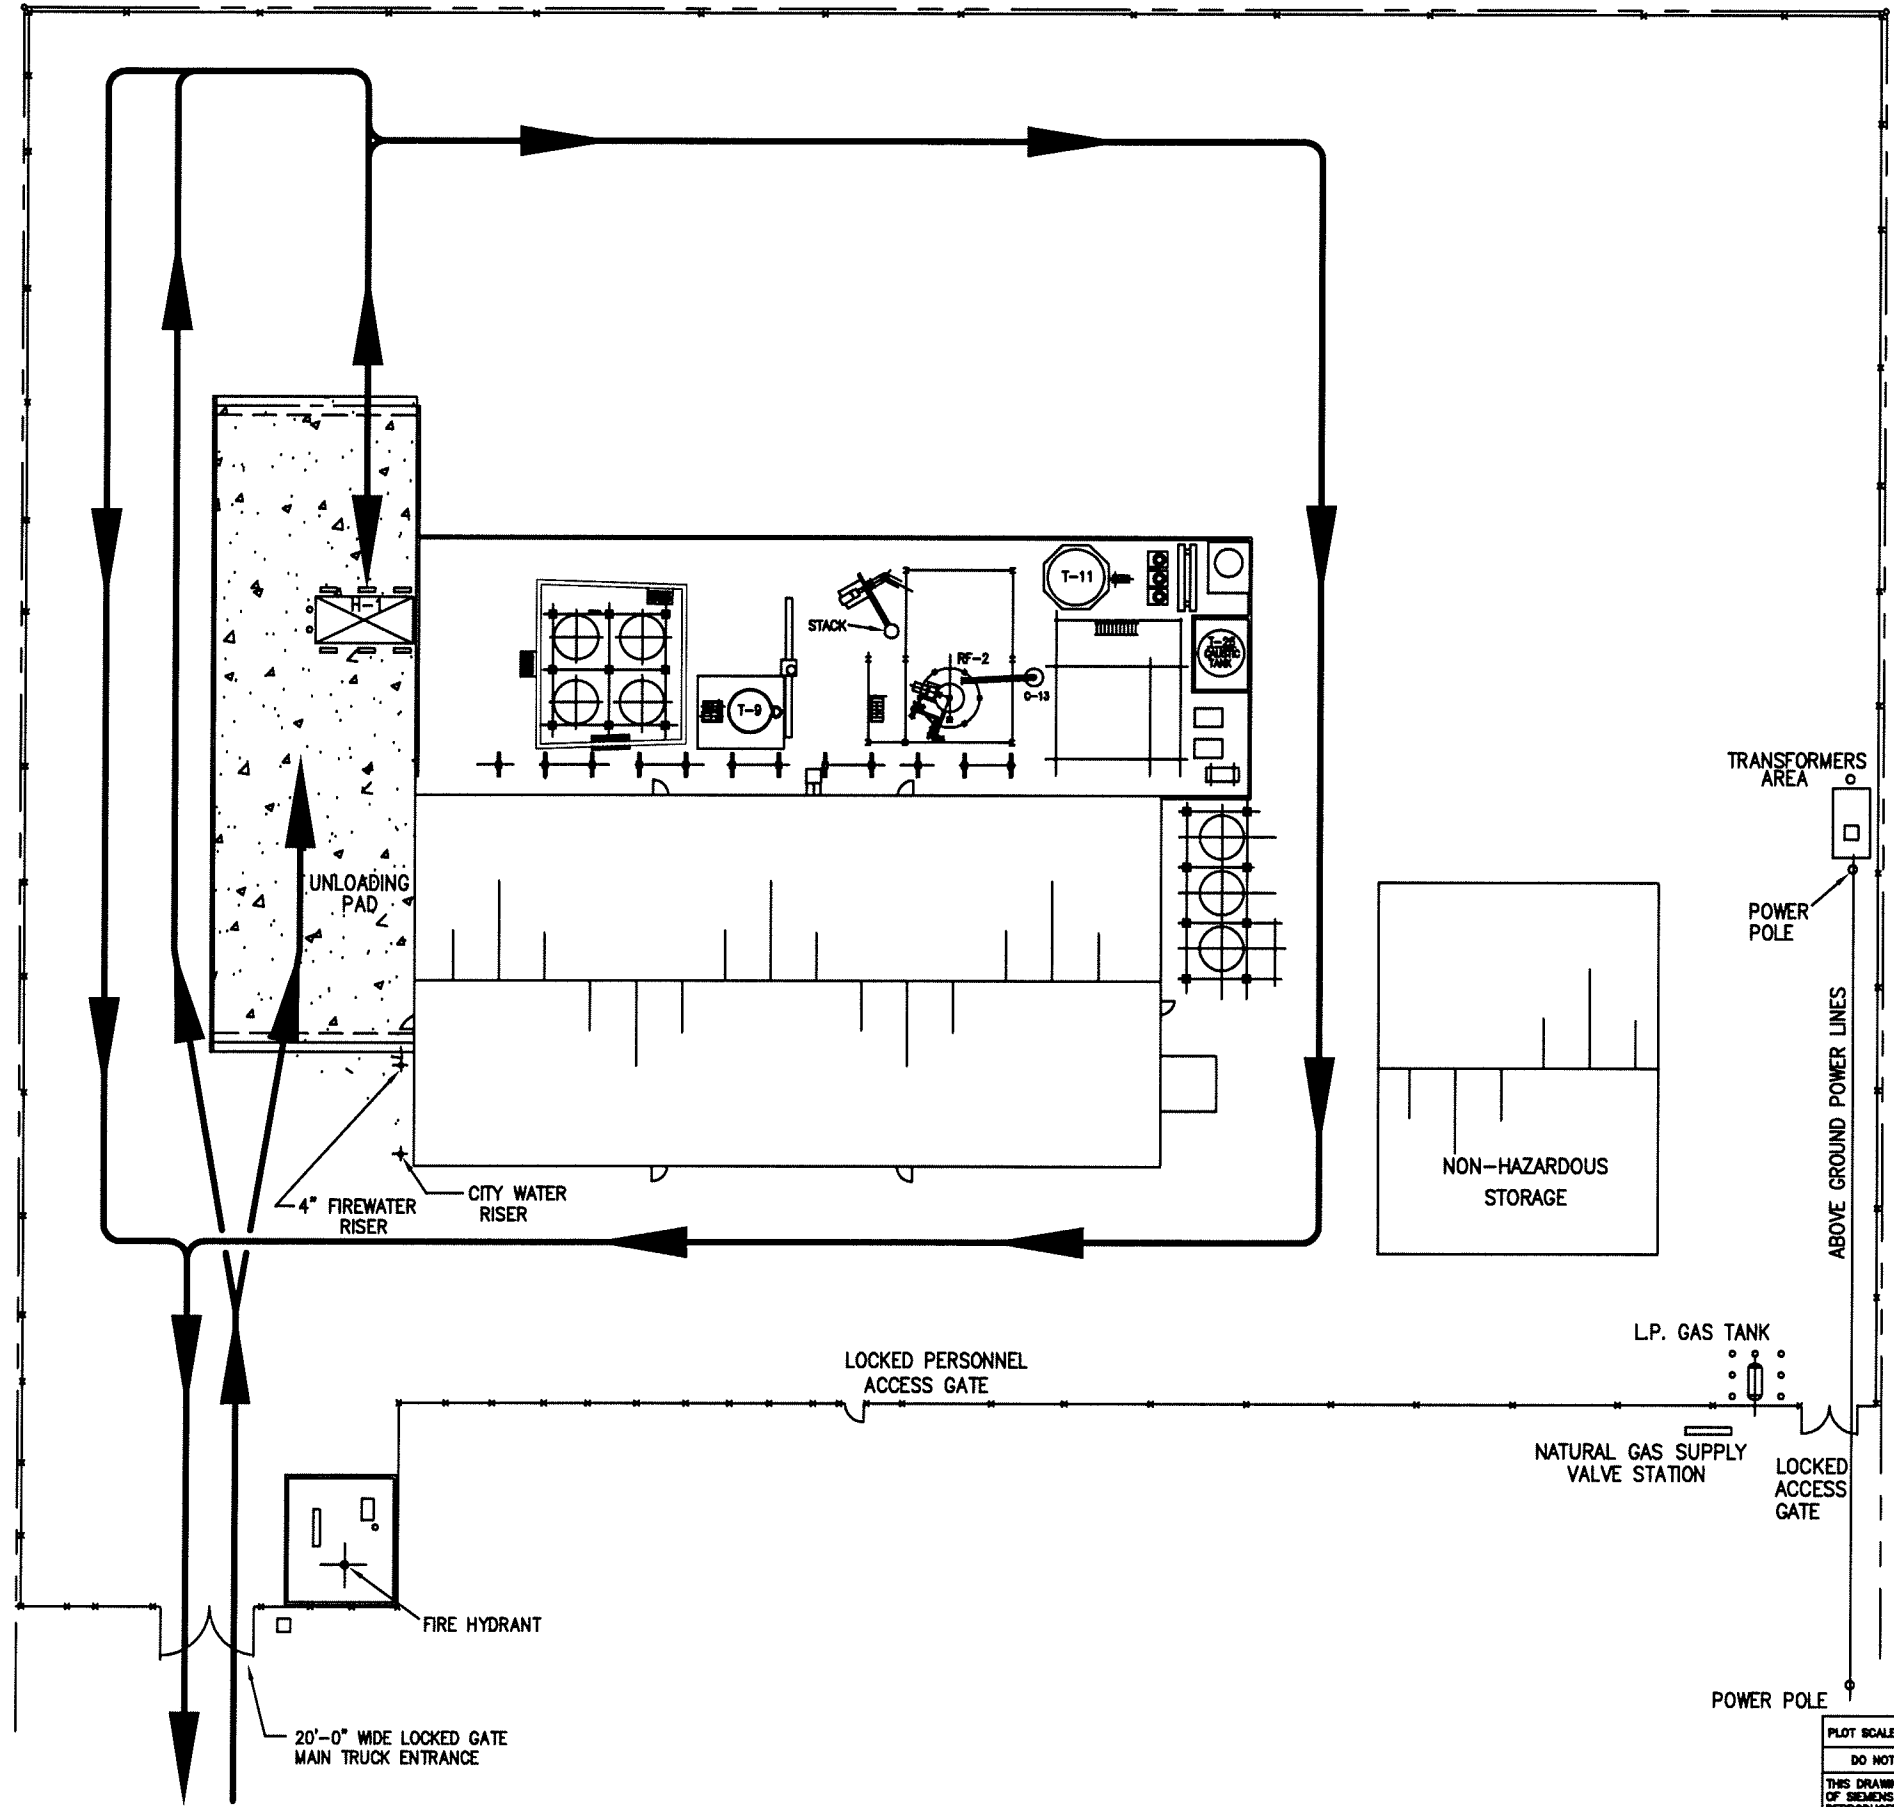 H-1
T-11
STACK
RF-2
T-9
C-13
TANK
TRANSFORMERS
AREA
POWER
POLE
UNLOADING
PAD
ABOVE GROUND POWER LINES
NON-HAZARDOUS
STORAGE
4" FIREWATER
RISER
CITY WATER
RISER
L.P. GAS TANK
LOCKED PERSONNEL
ACCESS GATE
NATURAL GAS SUPPLY
VALVE STATION
LOCKED
ACCESS
GATE
FIRE HYDRANT
POWER POLE
20'-0" WIDE LOCKED GATE
MAIN TRUCK ENTRANCE
PLOT SCALE
DO NOT
THIS DRAWI
OF SIEMENS